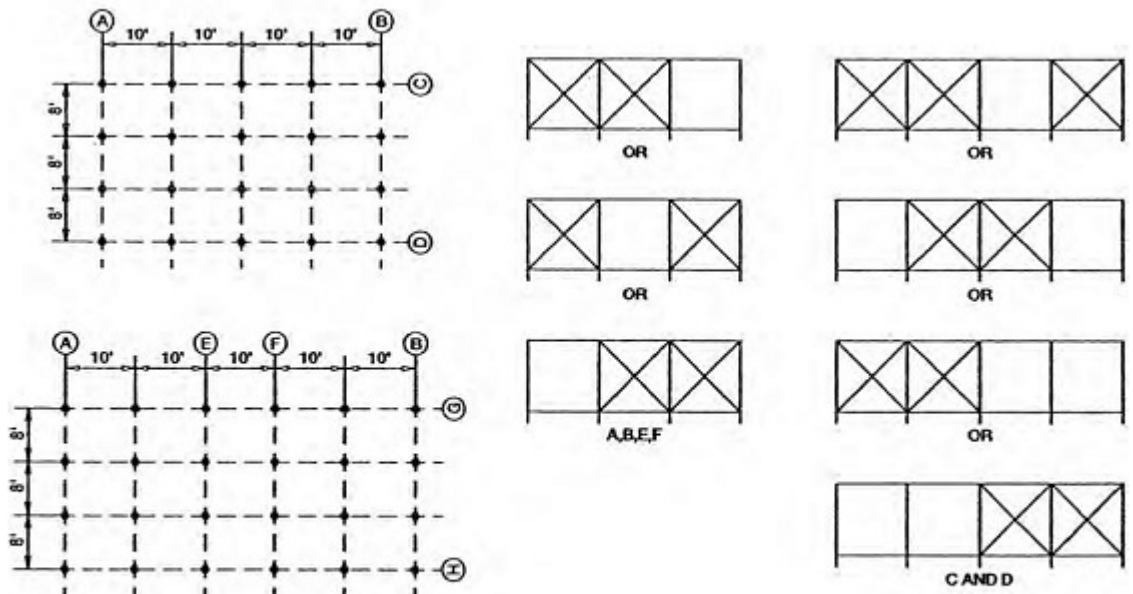 A B
10' 10' 10' 10'
C
8'
8'
8'
D
A E F B
10' 10' 10' 10' 10'
G
8'
8'
8'
H
OR
OR
A,B,E,F
OR
OR
OR
C AND D